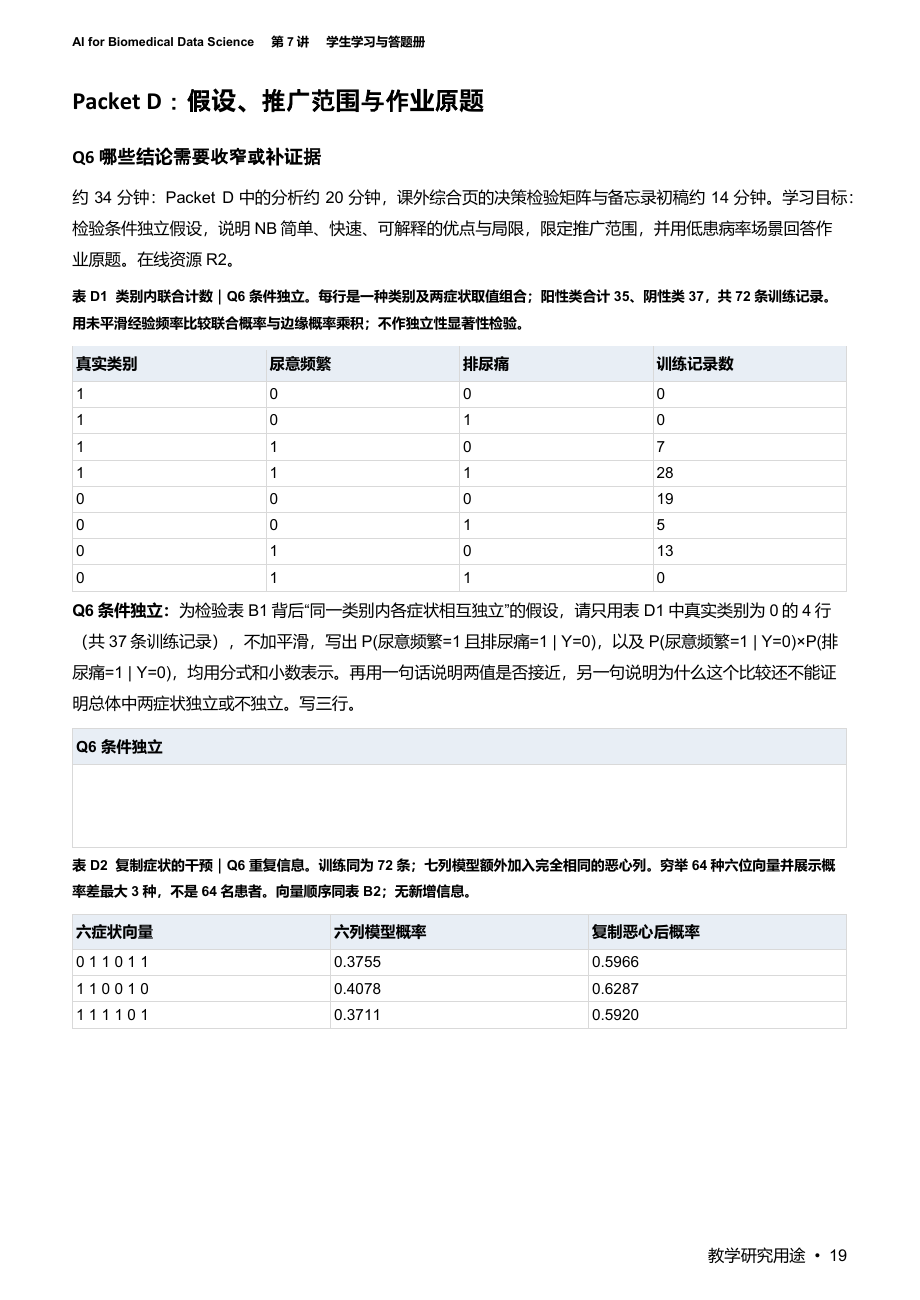 AI for Biomedical Data Science 第 7 讲 学生学习与答题册
Packet D：假设、推广范围与作业原题
Q6 哪些结论需要收窄或补证据
约 34 分钟：Packet D 中的分析约 20 分钟，课外综合页的决策检验矩阵与备忘录初稿约 14 分钟。学习目标：
检验条件独立假设，说明 NB 简单、快速、可解释的优点与局限，限定推广范围，并用低患病率场景回答作
业原题。在线资源 R2。
表 D1 类别内联合计数｜Q6 条件独立。每行是一种类别及两症状取值组合；阳性类合计 35、阴性类 37，共 72 条训练记录。
用未平滑经验频率比较联合概率与边缘概率乘积；不作独立性显著性检验。
真实类别 尿意频繁 排尿痛 训练记录数
1 0 0 0
1 0 1 0
1 1 0 7
1 1 1 28
0 0 0 19
0 0 1 5
0 1 0 13
0 1 1 0
Q6 条件独立：为检验表 B1 背后“同一类别内各症状相互独立”的假设，请只用表 D1 中真实类别为 0 的 4 行
（共 37 条训练记录），不加平滑，写出 P(尿意频繁=1 且排尿痛=1 | Y=0)，以及 P(尿意频繁=1 | Y=0)×P(排
尿痛=1 | Y=0)，均用分式和小数表示。再用一句话说明两值是否接近，另一句说明为什么这个比较还不能证
明总体中两症状独立或不独立。写三行。
Q6 条件独立
表 D2 复制症状的干预｜Q6 重复信息。训练同为 72 条；七列模型额外加入完全相同的恶心列。穷举 64 种六位向量并展示概
率差最大 3 种，不是 64 名患者。向量顺序同表 B2；无新增信息。
六症状向量 六列模型概率 复制恶心后概率
0 1 1 0 1 1 0.3755 0.5966
1 1 0 0 1 0 0.4078 0.6287
1 1 1 1 0 1 0.3711 0.5920
教学研究用途 • 19